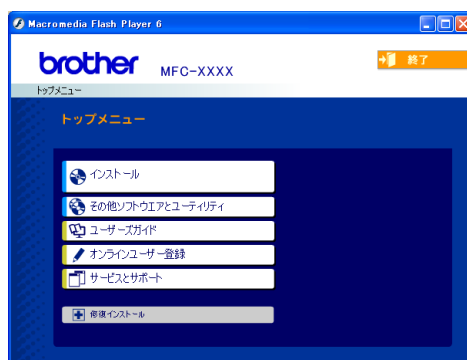 Macromedia Flash Player 6
brother MFC-XXXX
終了
トップメニュー
トップメニュー
インストール
その他ソフトウエアとユーティリティ
ユーザーズガイド
オンラインユーザー登録
サービスとサポート
修復インストール